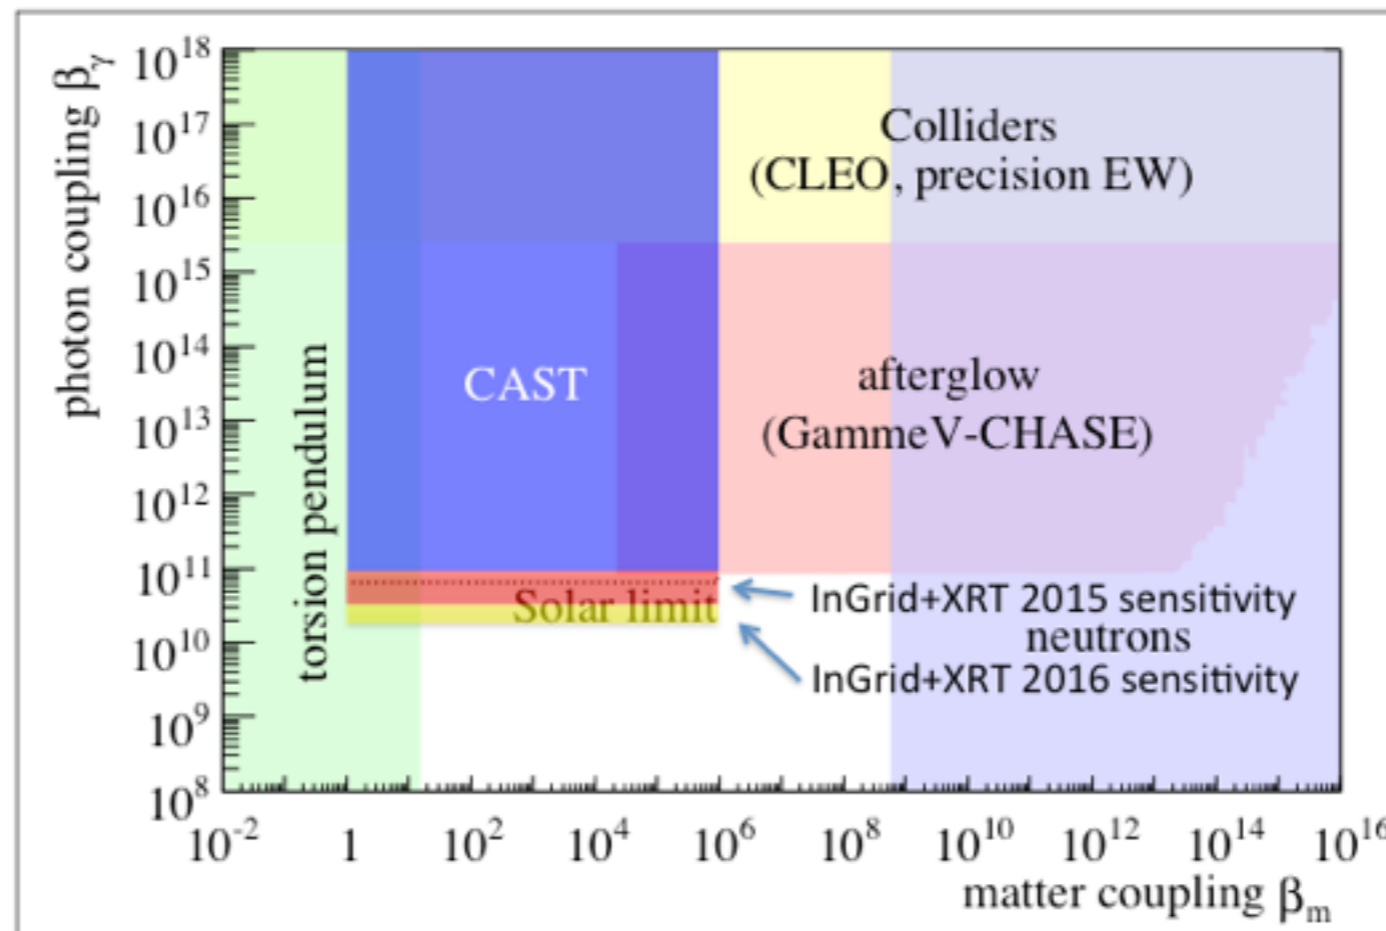 photon coupling βγ
10^18
10^17
10^16
10^15
10^14
10^13
10^12
10^11
10^10
10^9
10^8
Colliders
(CLEO, precision EW)
CAST
afterglow
(GammeV-CHASE)
torsion pendulum
Solar limit
InGrid+XRT 2015 sensitivity
neutrons
InGrid+XRT 2016 sensitivity
10^-2 1 10^2 10^4 10^6 10^8 10^10 10^12 10^14 10^16
matter coupling βm